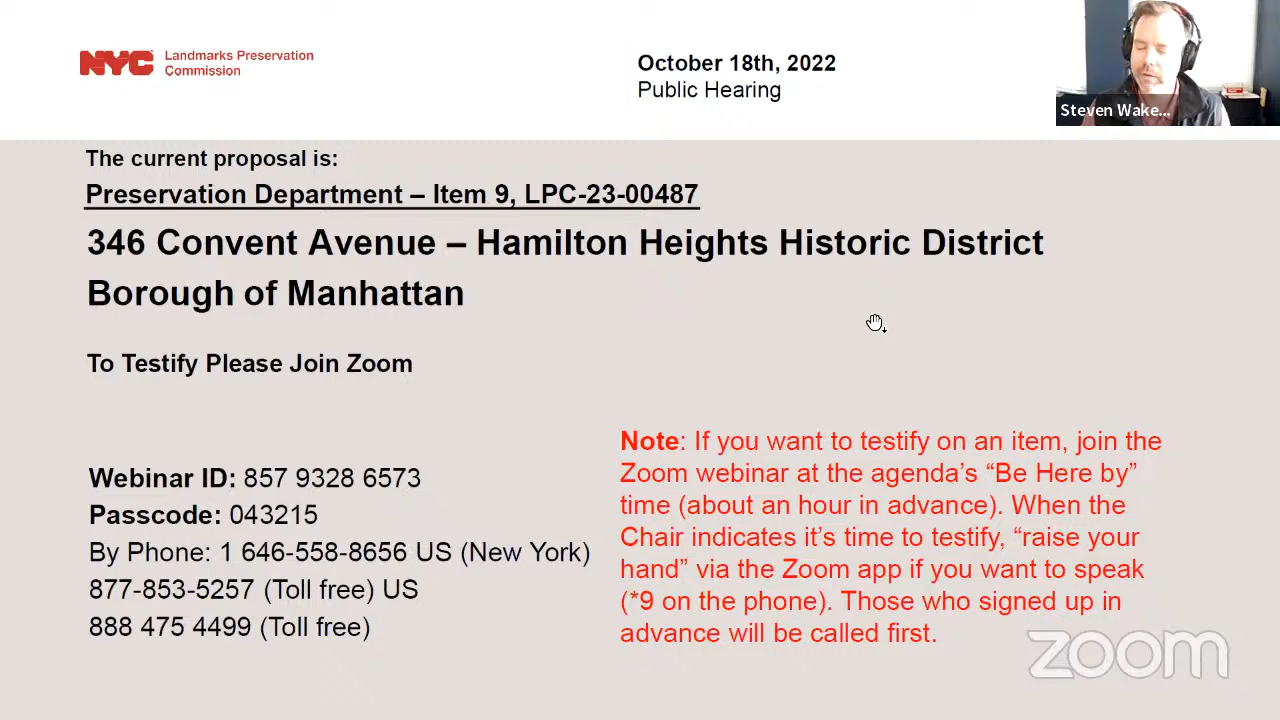 NYC Landmarks Preservation
Commission
October 18th, 2022
Public Hearing
Steven Wake...
The current proposal is:
Preservation Department – Item 9, LPC-23-00487
346 Convent Avenue – Hamilton Heights Historic District
Borough of Manhattan
To Testify Please Join Zoom
Webinar ID: 857 9328 6573
Passcode: 043215
By Phone: 1 646-558-8656 US (New York)
877-853-5257 (Toll free) US
888 475 4499 (Toll free)
Note: If you want to testify on an item, join the
Zoom webinar at the agenda’s “Be Here by”
time (about an hour in advance). When the
Chair indicates it’s time to testify, “raise your
hand” via the Zoom app if you want to speak
(*9 on the phone). Those who signed up in
advance will be called first.
zoom